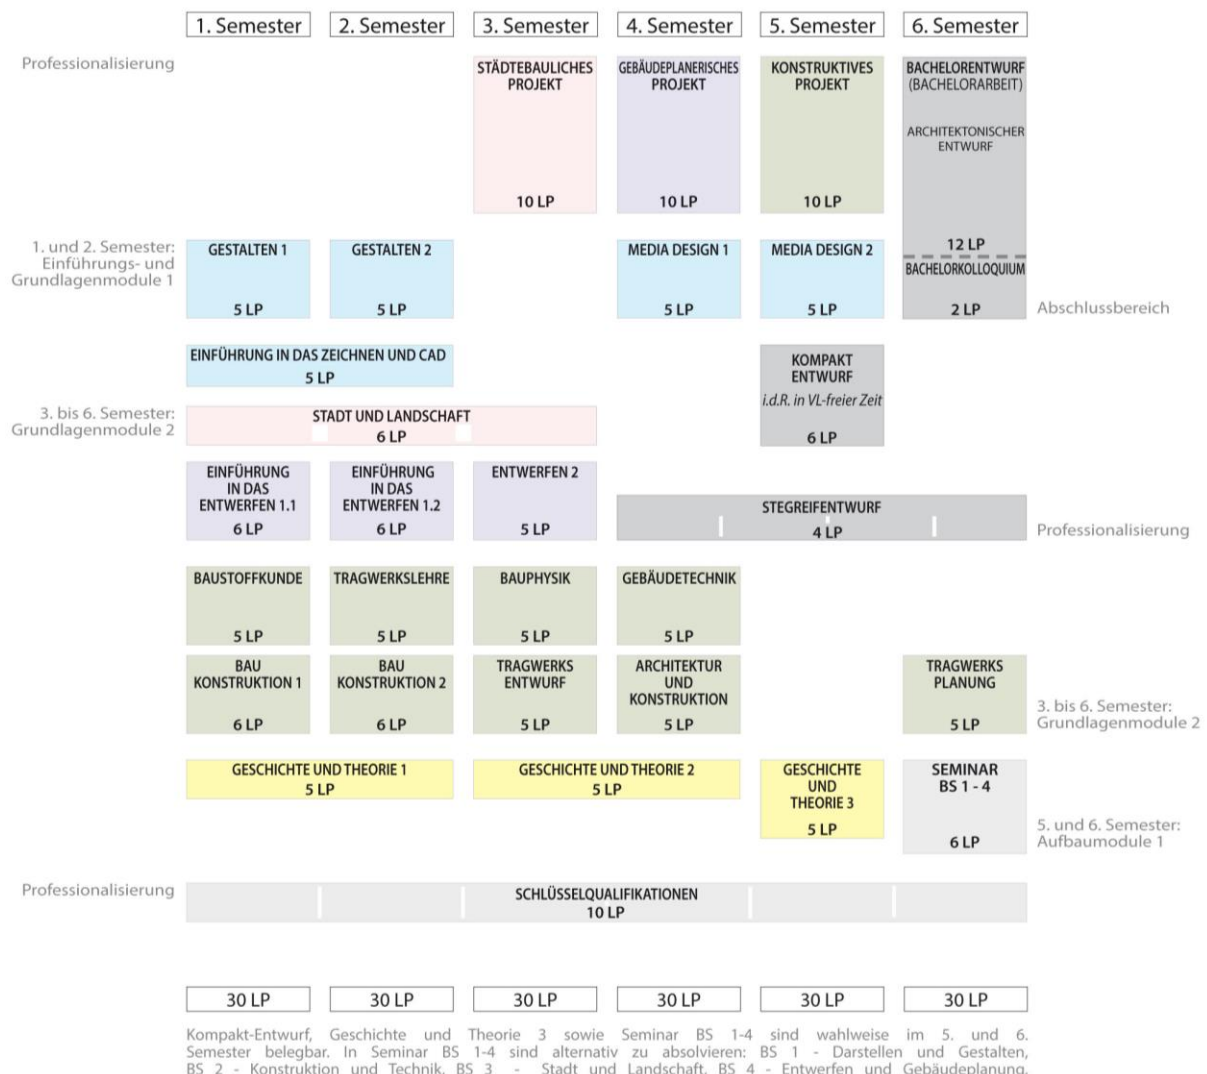 1. Semester
2. Semester
3. Semester
4. Semester
5. Semester
6. Semester
Professionalisierung
STÄDTEBAULICHES
PROJEKT
10 LP
GEBÄUDEPLANERISCHES
PROJEKT
10 LP
KONSTRUKTIVES
PROJEKT
10 LP
BACHELORENTWURF
(BACHELORARBEIT)
ARCHITEKTONISCHER
ENTWURF
12 LP
BACHELORKOLLOQUIUM
2 LP
Abschlussbereich
1. und 2. Semester:
Einführungs- und
Grundlagenmodule 1
GESTALTEN 1
5 LP
GESTALTEN 2
5 LP
MEDIA DESIGN 1
5 LP
MEDIA DESIGN 2
5 LP
EINFÜHRUNG IN DAS ZEICHNEN UND CAD
5 LP
KOMPAKT
ENTWURF
i.d.R. in VL-freier Zeit
6 LP
3. bis 6. Semester:
Grundlagenmodule 2
STADT UND LANDSCHAFT
6 LP
EINFÜHRUNG
IN DAS
ENTWERFEN 1.1
6 LP
EINFÜHRUNG
IN DAS
ENTWERFEN 1.2
6 LP
ENTWERFEN 2
5 LP
STEGREIFENTWURF
4 LP
Professionalisierung
BAUSTOFFKUNDE
5 LP
TRAGWERKSLEHRE
5 LP
BAUPHYSIK
5 LP
GEBÄUDETECHNIK
5 LP
BAU
KONSTRUKTION 1
6 LP
BAU
KONSTRUKTION 2
6 LP
TRAGWERKS
ENTWURF
5 LP
ARCHITEKTUR
UND
KONSTRUKTION
5 LP
TRAGWERKS
PLANUNG
5 LP
3. bis 6. Semester:
Grundlagenmodule 2
GESCHICHTE UND THEORIE 1
5 LP
GESCHICHTE UND THEORIE 2
5 LP
GESCHICHTE
UND
THEORIE 3
5 LP
SEMINAR
BS 1 - 4
6 LP
5. und 6. Semester:
Aufbaumodule 1
Professionalisierung
SCHLÜSSELQUALIFIKATIONEN
10 LP
30 LP
30 LP
30 LP
30 LP
30 LP
30 LP
Kompakt-Entwurf, Geschichte und Theorie 3 sowie Seminar BS 1-4 sind wahlweise im 5. und 6.
Semester belegbar. In Seminar BS 1-4 sind alternativ zu absolvieren: BS 1 - Darstellen und Gestalten,
BS 2 - Konstruktion und Technik, BS 3 - Stadt und Landschaft, BS 4 - Entwerfen und Gebäudeplanung.